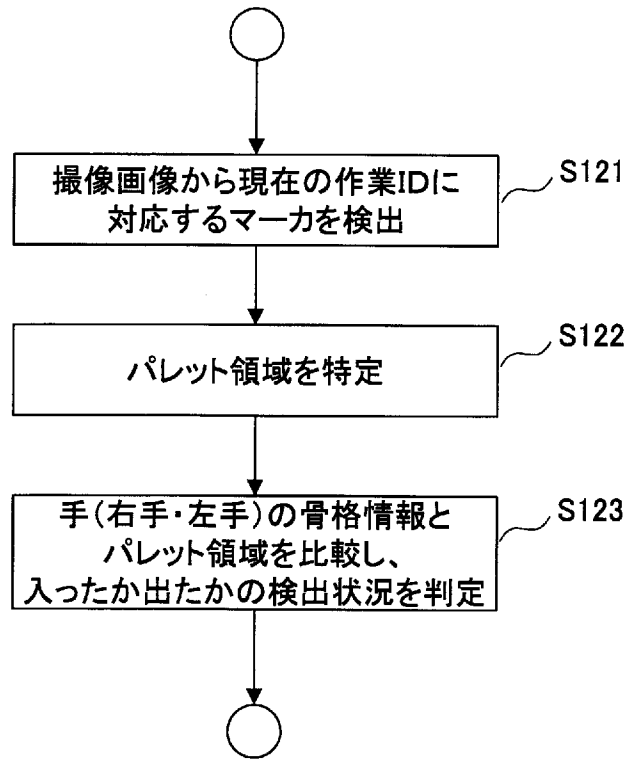 撮像画像から現在の作業IDに
対応するマーカを検出
S121
パレット領域を特定
S122
手(右手・左手)の骨格情報と
パレット領域を比較し、
入ったか出たかの検出状況を判定
S123